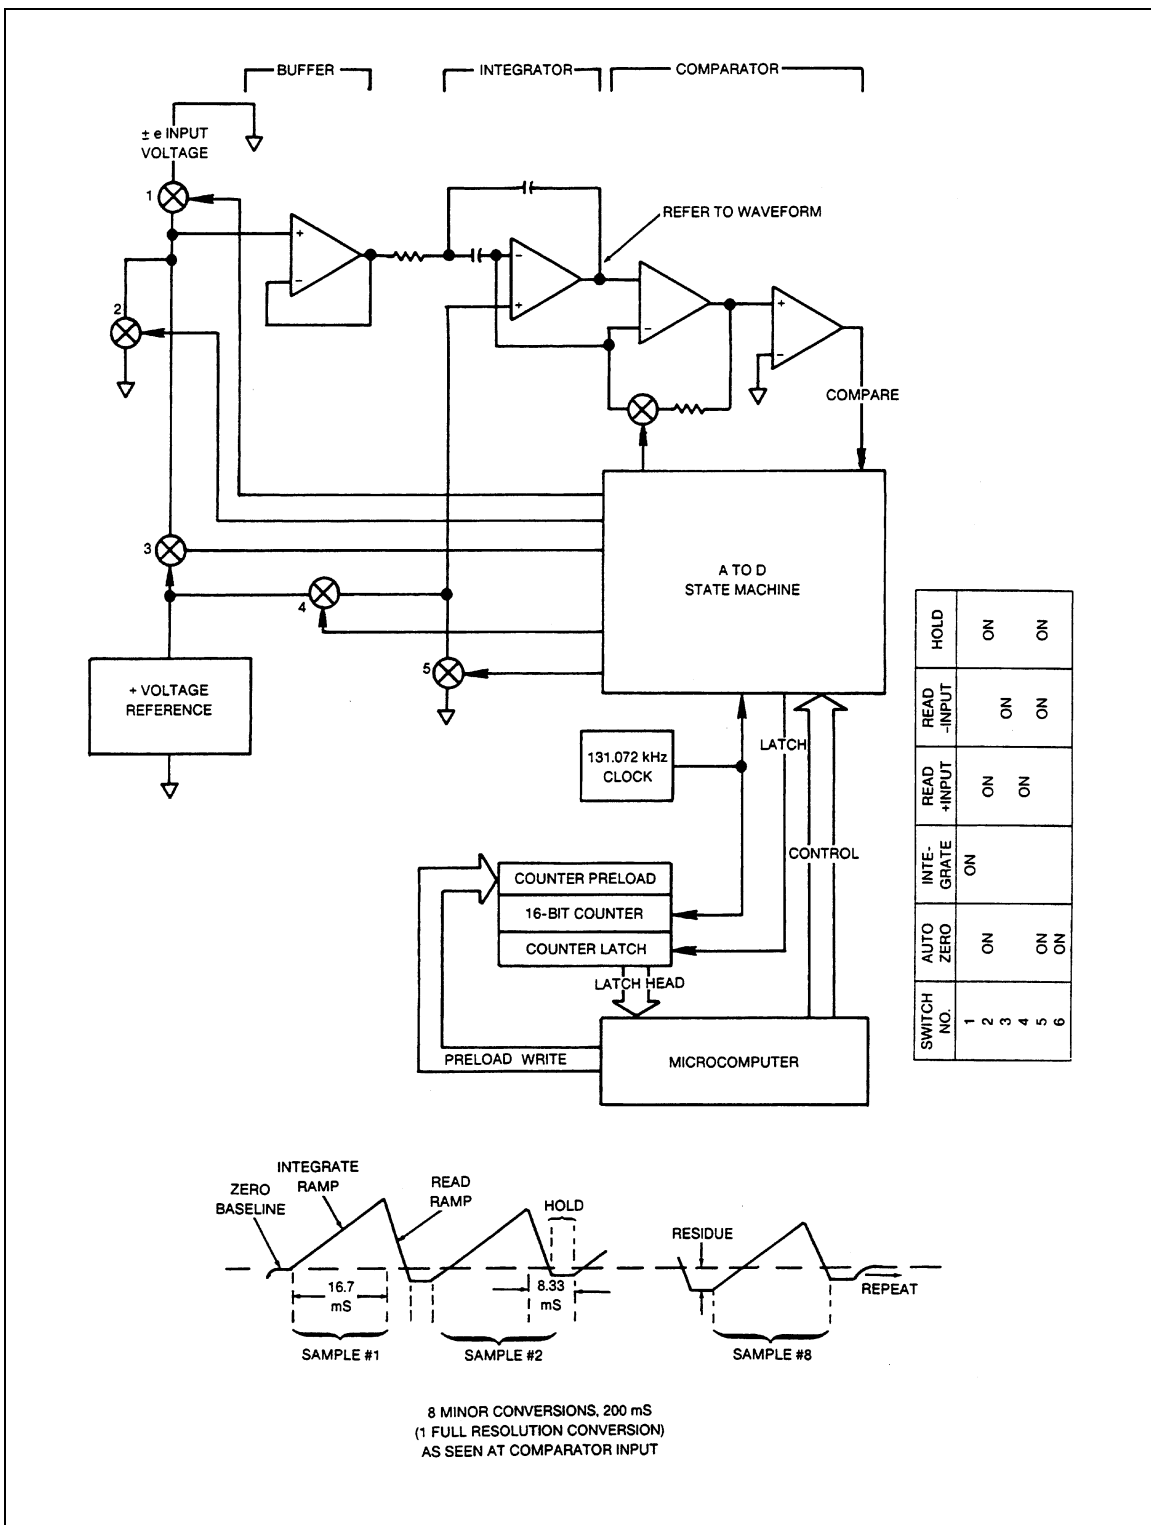 BUFFER
INTEGRATOR
COMPARATOR
± e INPUT
VOLTAGE
1
REFER TO WAVEFORM
+
-
-
+
2
-
+
-
COMPARE
3
A TO D
STATE MACHINE
4
5
+ VOLTAGE
REFERENCE
131.072 kHz
CLOCK
LATCH
CONTROL
COUNTER PRELOAD
16-BIT COUNTER
COUNTER LATCH
LATCH HEAD
PRELOAD WRITE
MICROCOMPUTER
SWITCH NO.
1
2
3
4
5
6
AUTO ZERO
ON
ON
ON
INTE-
GRATE
ON
READ
+INPUT
ON
ON
READ
-INPUT
ON
ON
HOLD
ON
ON
INTEGRATE
RAMP
ZERO
BASELINE
READ
RAMP
HOLD
RESIDUE
16.7
mS
8.33
mS
REPEAT
SAMPLE #1
SAMPLE #2
SAMPLE #8
8 MINOR CONVERSIONS, 200 mS
(1 FULL RESOLUTION CONVERSION)
AS SEEN AT COMPARATOR INPUT